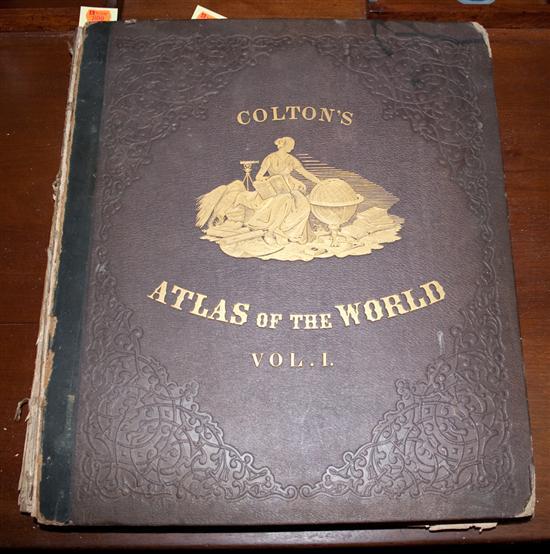 COLTON'S
ATLAS OF THE WORLD
VOL. I.